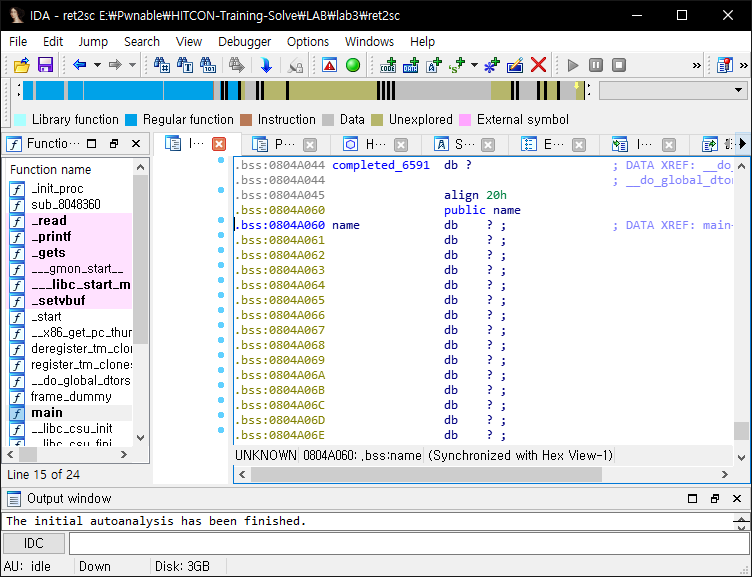 IDA - ret2sc E:₩Pwnable₩HITCON-Training-Solve₩LAB₩lab3₩ret2sc
File Edit Jump Search View Debugger Options Windows Help
Library function Regular function Instruction Data Unexplored External symbol
Functio⋯
I⋯ P⋯ H⋯ S⋯ E⋯ I⋯
Function name
_init_proc
sub_8048360
_read
_printf
_gets
___gmon_start__
___libc_start_m
_setvbuf
_start
__x86_get_pc_thur
deregister_tm_clon
register_tm_clones
__do_global_dtors
frame_dummy
main
__libc_csu_init
__libc_csu_fini
Line 15 of 24
.bss:0804A044 completed_6591 db ? ; DATA XREF: __do_
.bss:0804A044 ; __do_global_dtors
.bss:0804A045 align 20h
.bss:0804A060 public name
.bss:0804A060 name db ? ; ; DATA XREF: main
.bss:0804A061 db ? ;
.bss:0804A062 db ? ;
.bss:0804A063 db ? ;
.bss:0804A064 db ? ;
.bss:0804A065 db ? ;
.bss:0804A066 db ? ;
.bss:0804A067 db ? ;
.bss:0804A068 db ? ;
.bss:0804A069 db ? ;
.bss:0804A06A db ? ;
.bss:0804A06B db ? ;
.bss:0804A06C db ? ;
.bss:0804A06D db ? ;
.bss:0804A06E db ? ;
UNKNOWN 0804A060: .bss:name (Synchronized with Hex View-1)
Output window
The initial autoanalysis has been finished.
IDC
AU: idle Down Disk: 3GB